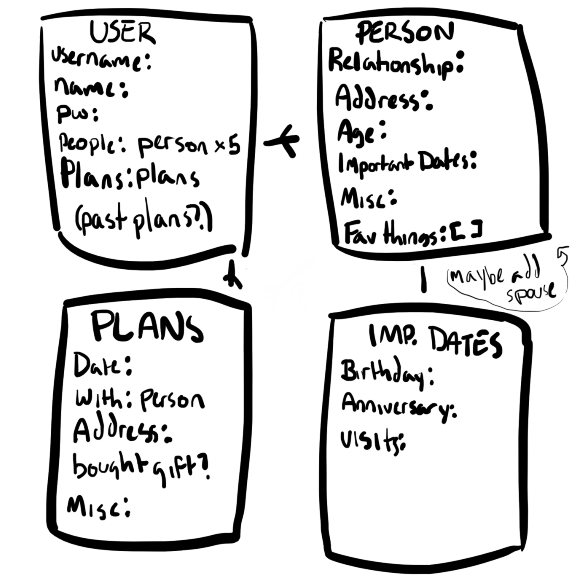 USER
Username:
name:
pw:
People: person x5
Plans: plans
(past plans?)
PERSON
Relationship:
Address:
Age:
Important Dates:
Misc:
Fav things: [ ]
maybe add
spouse
PLANS
Date:
With: Person
Address:
bought gift?
Misc:
IMP. DATES
Birthday:
Anniversary:
Visits: